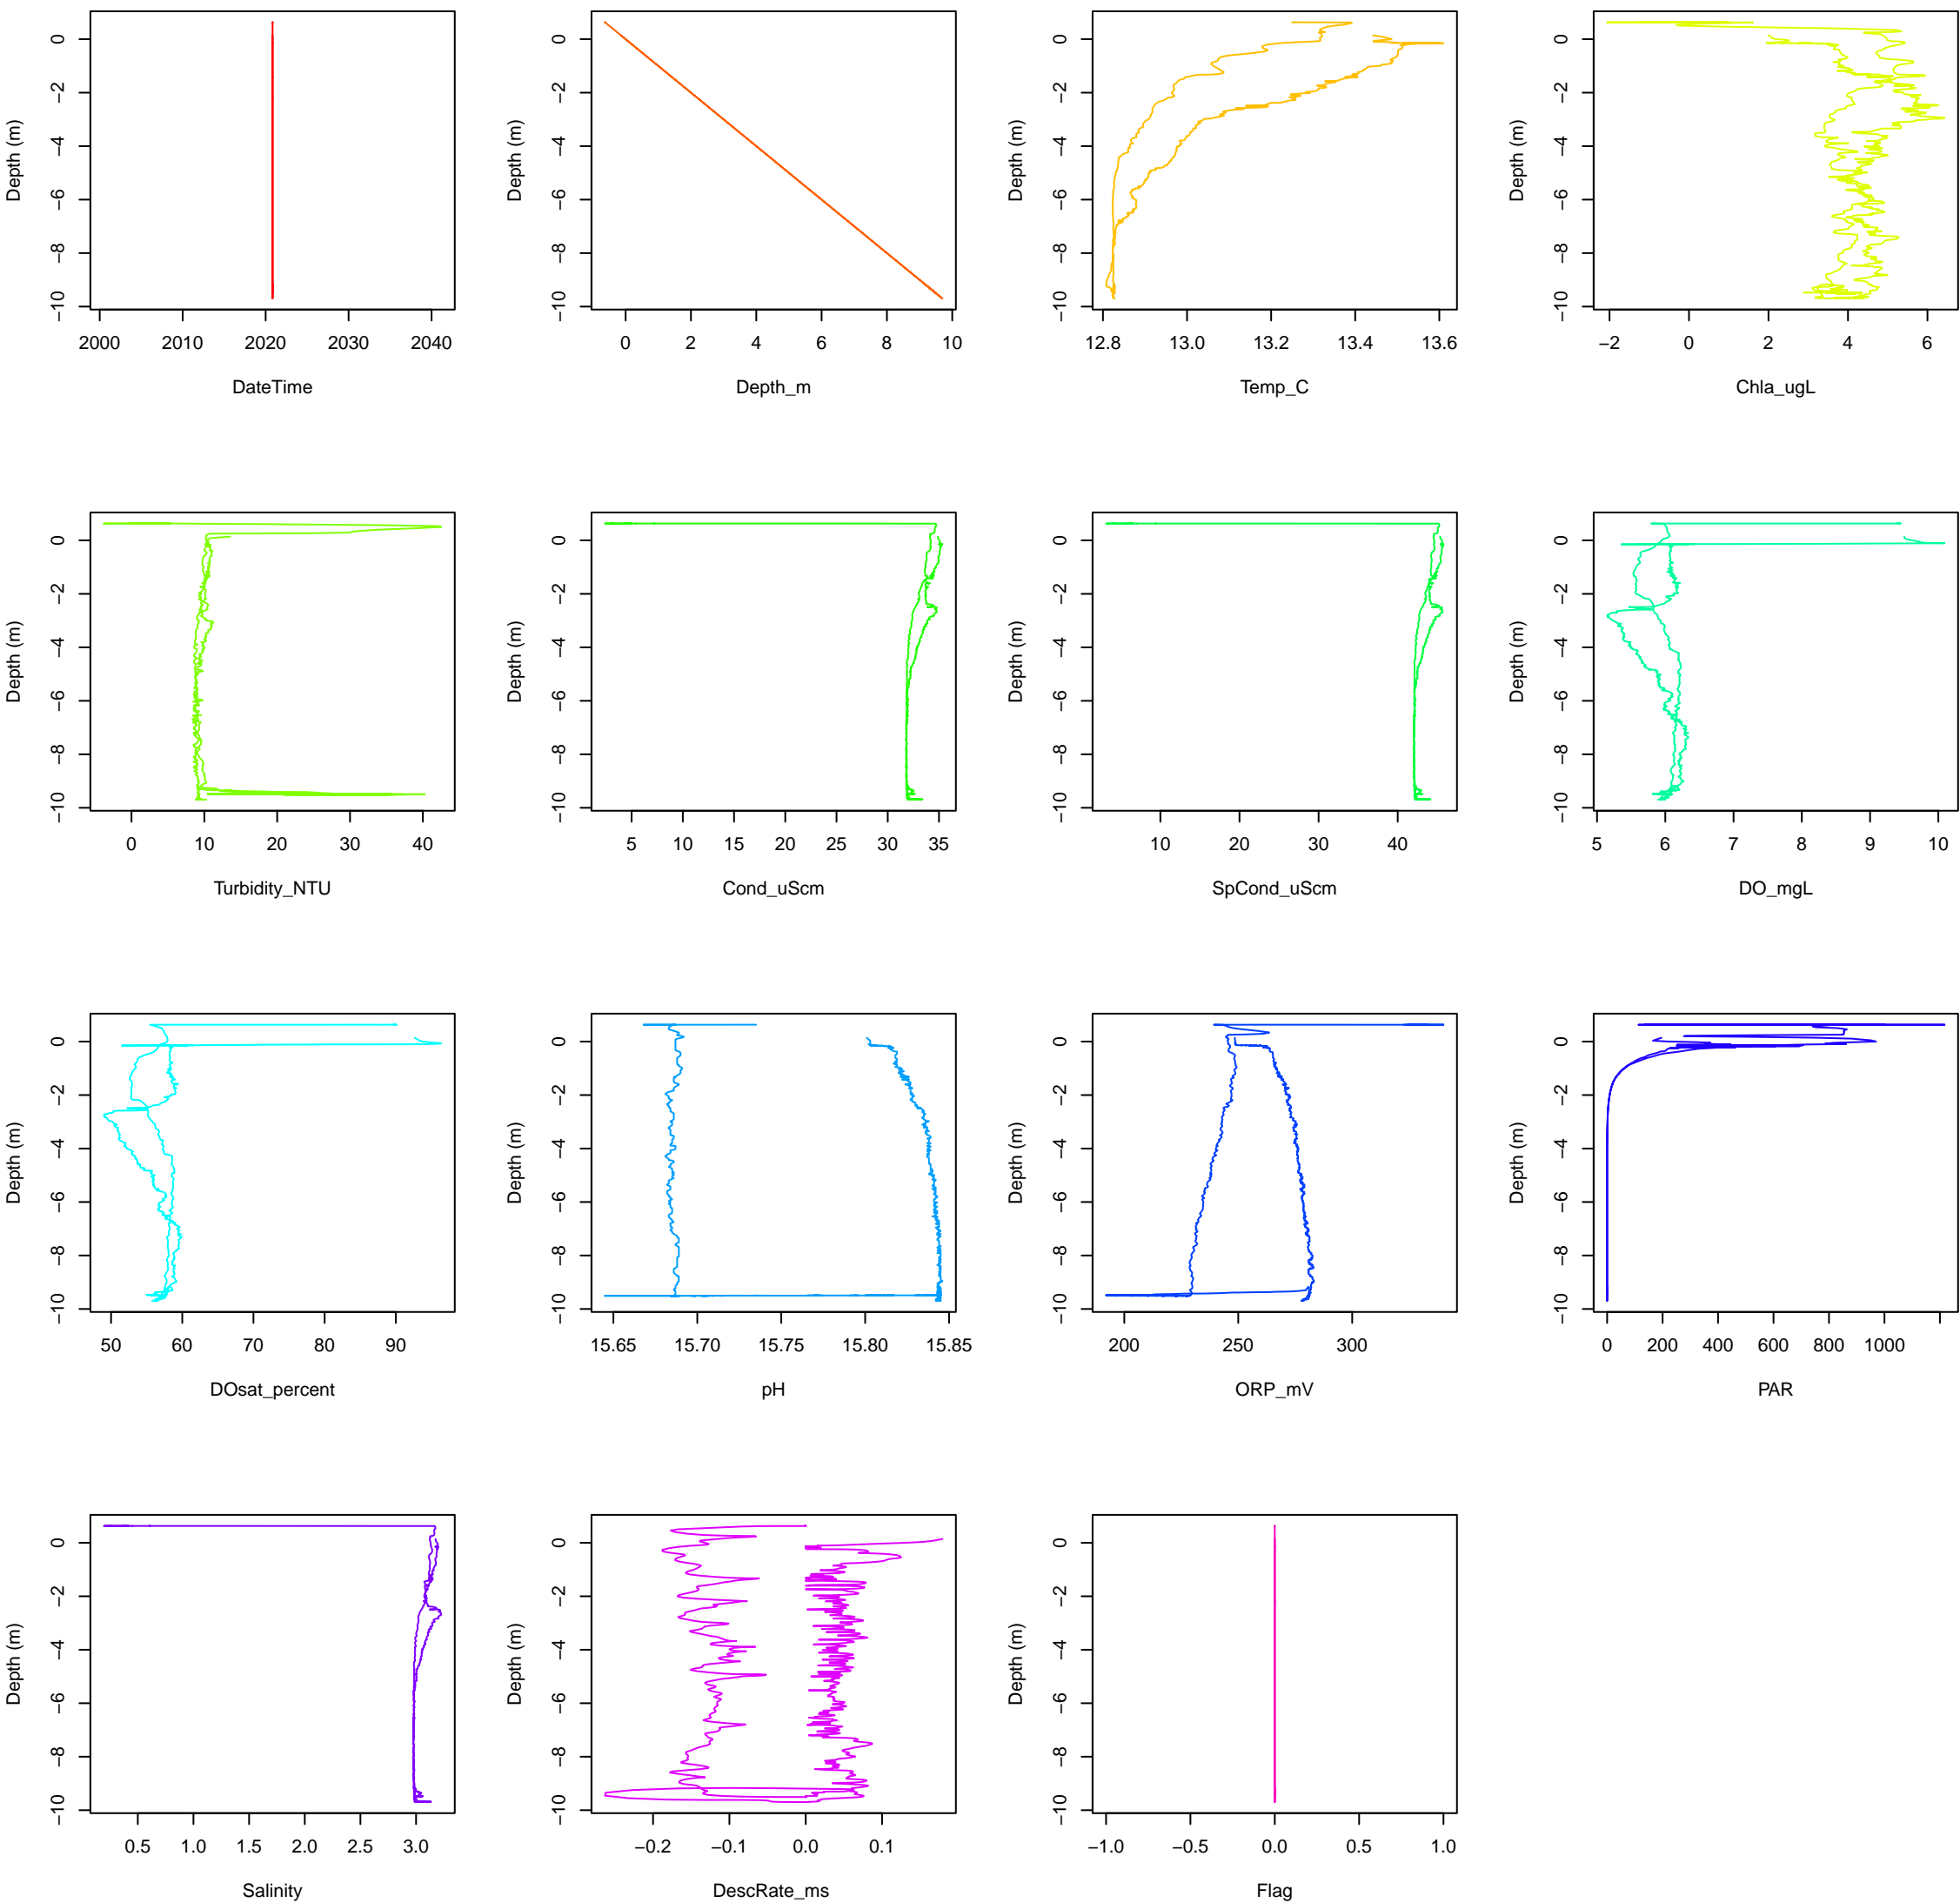 Depth (m)
0
−2
−4
−6
−8
−10
2000 2010 2020 2030 2040
DateTime
Depth (m)
0
−2
−4
−6
−8
−10
0 2 4 6 8 10
Depth_m
Depth (m)
0
−2
−4
−6
−8
−10
12.8 13.0 13.2 13.4 13.6
Temp_C
Depth (m)
0
−2
−4
−6
−8
−10
−2 0 2 4 6
Chla_ugL
Depth (m)
0
−2
−4
−6
−8
−10
0 10 20 30 40
Turbidity_NTU
Depth (m)
0
−2
−4
−6
−8
−10
5 10 15 20 25 30 35
Cond_uScm
Depth (m)
0
−2
−4
−6
−8
−10
10 20 30 40
SpCond_uScm
Depth (m)
0
−2
−4
−6
−8
−10
5 6 7 8 9 10
DO_mgL
Depth (m)
0
−2
−4
−6
−8
−10
50 60 70 80 90
DOsat_percent
Depth (m)
0
−2
−4
−6
−8
−10
15.65 15.70 15.75 15.80 15.85
pH
Depth (m)
0
−2
−4
−6
−8
−10
200 250 300
ORP_mV
Depth (m)
0
−2
−4
−6
−8
−10
0 200 400 600 800 1000
PAR
Depth (m)
0
−2
−4
−6
−8
−10
0.5 1.0 1.5 2.0 2.5 3.0
Salinity
Depth (m)
0
−2
−4
−6
−8
−10
−0.2 −0.1 0.0 0.1
DescRate_ms
Depth (m)
0
−2
−4
−6
−8
−10
−1.0 −0.5 0.0 0.5 1.0
Flag